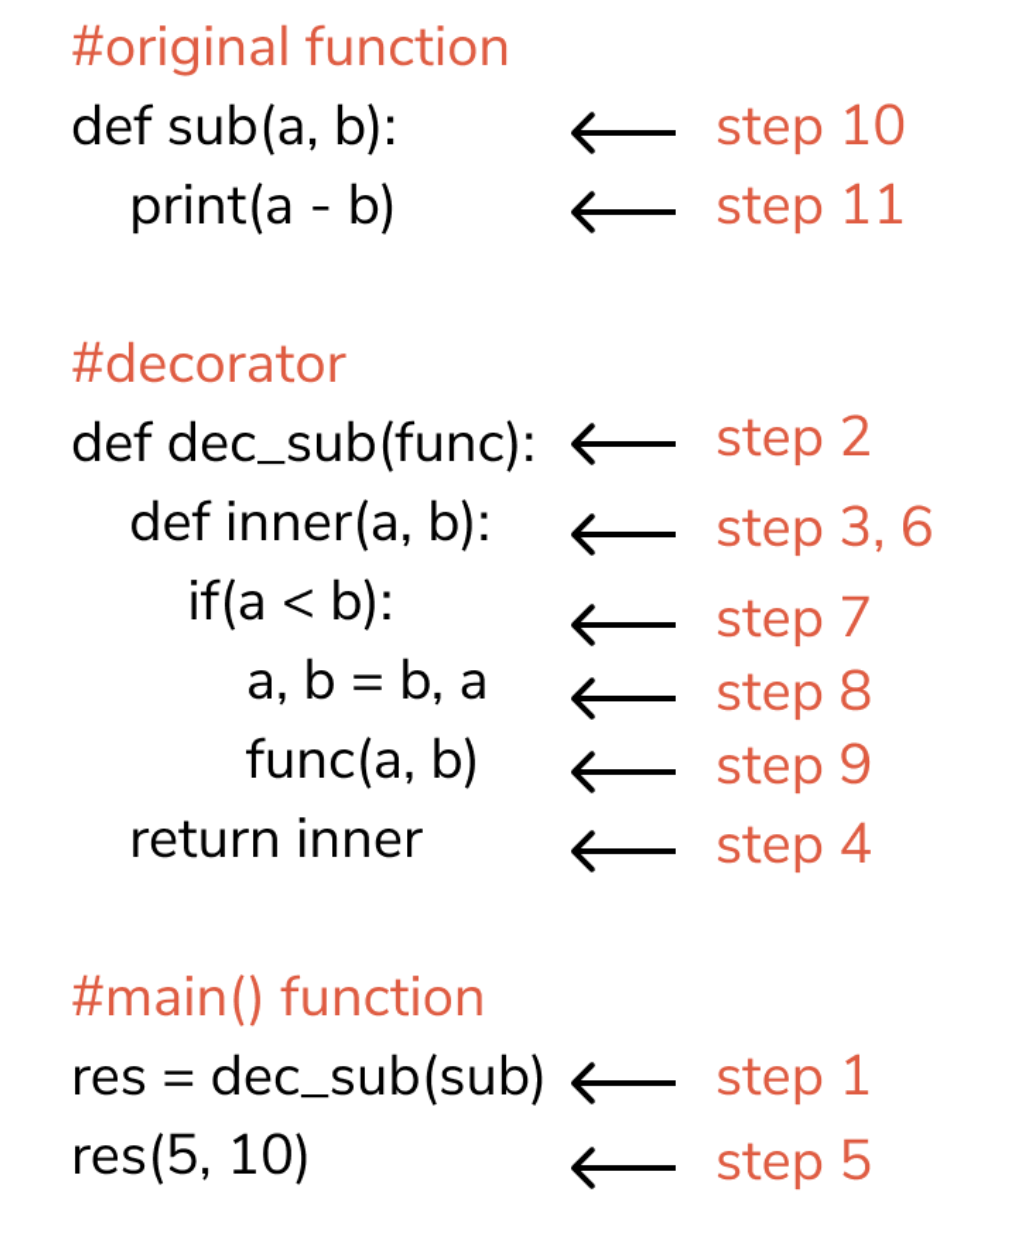 #original function
def sub(a, b): step 10
print(a - b) step 11
#decorator
def dec_sub(func): step 2
def inner(a, b): step 3, 6
if(a < b): step 7
a, b = b, a step 8
func(a, b) step 9
return inner step 4
#main() function
res = dec_sub(sub) step 1
res(5, 10) step 5